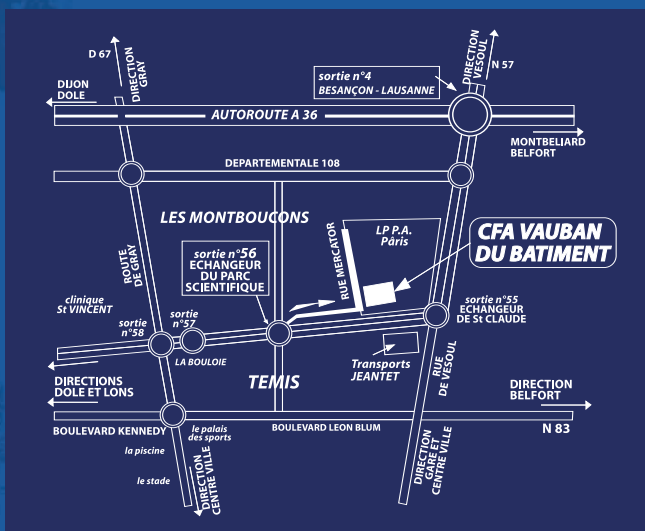 D 67
DIRECTION
GRAY
DIJON
DOLE
sortie n°4
BESANÇON - LAUSANNE
DIRECTION
VESOUL
N 57
AUTOROUTE A 36
MONTBELIARD
BELFORT
DEPARTEMENTALE 108
LES MONTBOUCONS
LP P.A.
Pâris
CFA VAUBAN
DU BATIMENT
RUE MERCATOR
sortie n°56
ECHANGEUR
DU PARC
SCIENTIFIQUE
ROUTE
DE GRAY
clinique
St VINCENT
sortie
n°58
sortie
n°57
sortie n°55
ECHANGEUR
DE St CLAUDE
LA BOULOIE
Transports
JEANTET
RUE
DE VESOUL
TEMIS
DIRECTIONS
DOLE ET LONS
DIRECTION
BELFORT
BOULEVARD KENNEDY
le palais
des sports
BOULEVARD LEON BLUM
N 83
la piscine
le stade
DIRECTION
CENTRE VILLE
DIRECTION
GARE ET
CENTRE VILLE